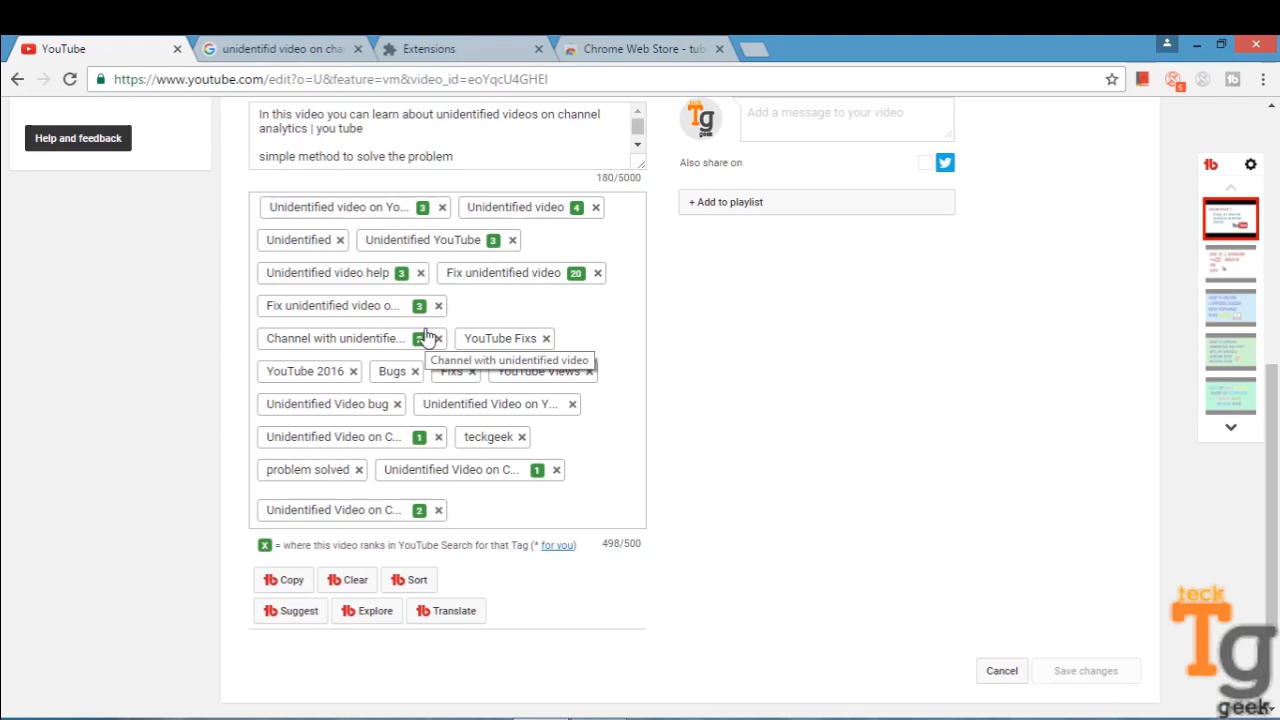 YouTube
unidentifid video on cha
Extensions
Chrome Web Store - tub
https://www.youtube.com/edit?o=U&feature=vm&video_id=eoYqcU4GHEI
5
Help and feedback
In this video you can learn about unidentified videos on channel
analytics | you tube
simple method to solve the problem
180/5000
Tg
geek
Add a message to your video
Also share on
+ Add to playlist
Unidentified video on Yo... 3
Unidentified video 4
Unidentified
Unidentified YouTube 3
Unidentified video help 3
Fix unidentified video 20
Fix unidentified video o... 3
Channel with unidentifie...
YouTube Fixs
Channel with unidentified video
YouTube 2016
Bugs
Fixs
YouTube Views
Unidentified Video bug
Unidentified Video on Y...
Unidentified Video on C... 1
teckgeek
problem solved
Unidentified Video on C... 1
Unidentified Video on C... 2
X = where this video ranks in YouTube Search for that Tag (* for you)
498/500
Copy
Clear
Sort
Suggest
Explore
Translate
Cancel
Save changes
teck
Tg
geek